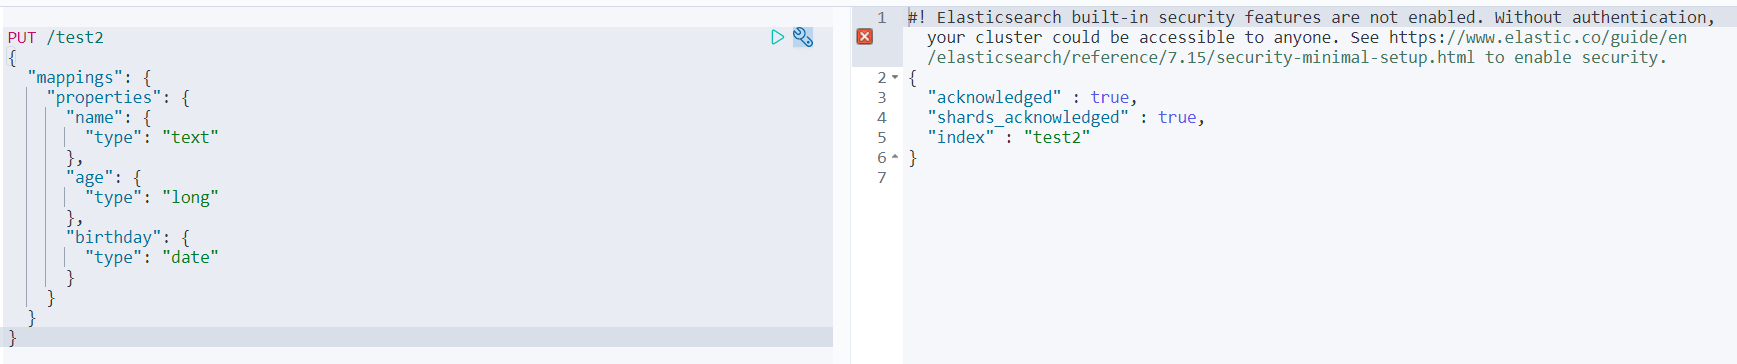 PUT /test2
{
  "mappings": {
    "properties": {
      "name": {
        "type": "text"
      },
      "age": {
        "type": "long"
      },
      "birthday": {
        "type": "date"
      }
    }
  }
}
1 #! Elasticsearch built-in security features are not enabled. Without authentication,
your cluster could be accessible to anyone. See https://www.elastic.co/guide/en
/elasticsearch/reference/7.15/security-minimal-setup.html to enable security.
2 {
3   "acknowledged" : true,
4   "shards_acknowledged" : true,
5   "index" : "test2"
6 }
7